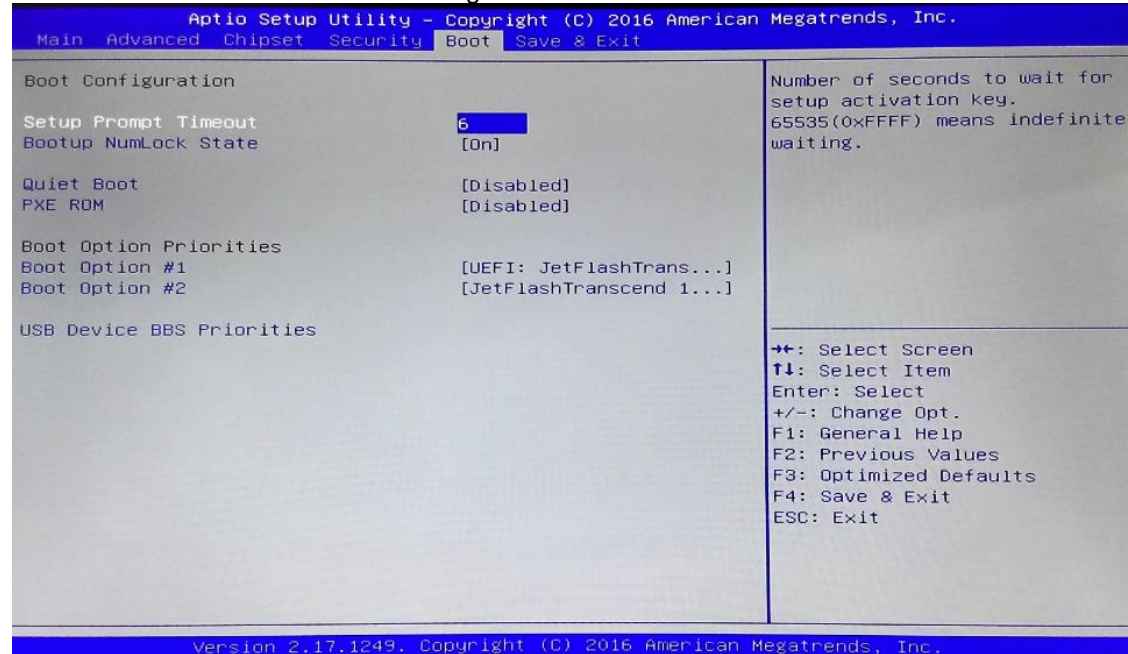 Aptio Setup Utility – Copyright (C) 2016 American Megatrends, Inc.
Main Advanced Chipset Security Boot Save & Exit
Boot Configuration
Setup Prompt Timeout 6
Bootup NumLock State [On]
Quiet Boot [Disabled]
PXE ROM [Disabled]
Boot Option Priorities
Boot Option #1 [UEFI: JetFlashTrans...]
Boot Option #2 [JetFlashTranscend 1...]
USB Device BBS Priorities
Number of seconds to wait for
setup activation key.
65535(0xFFFF) means indefinite
waiting.
→←: Select Screen
↑↓: Select Item
Enter: Select
+/-: Change Opt.
F1: General Help
F2: Previous Values
F3: Optimized Defaults
F4: Save & Exit
ESC: Exit
Version 2.17.1249. Copyright (C) 2016 American Megatrends, Inc.